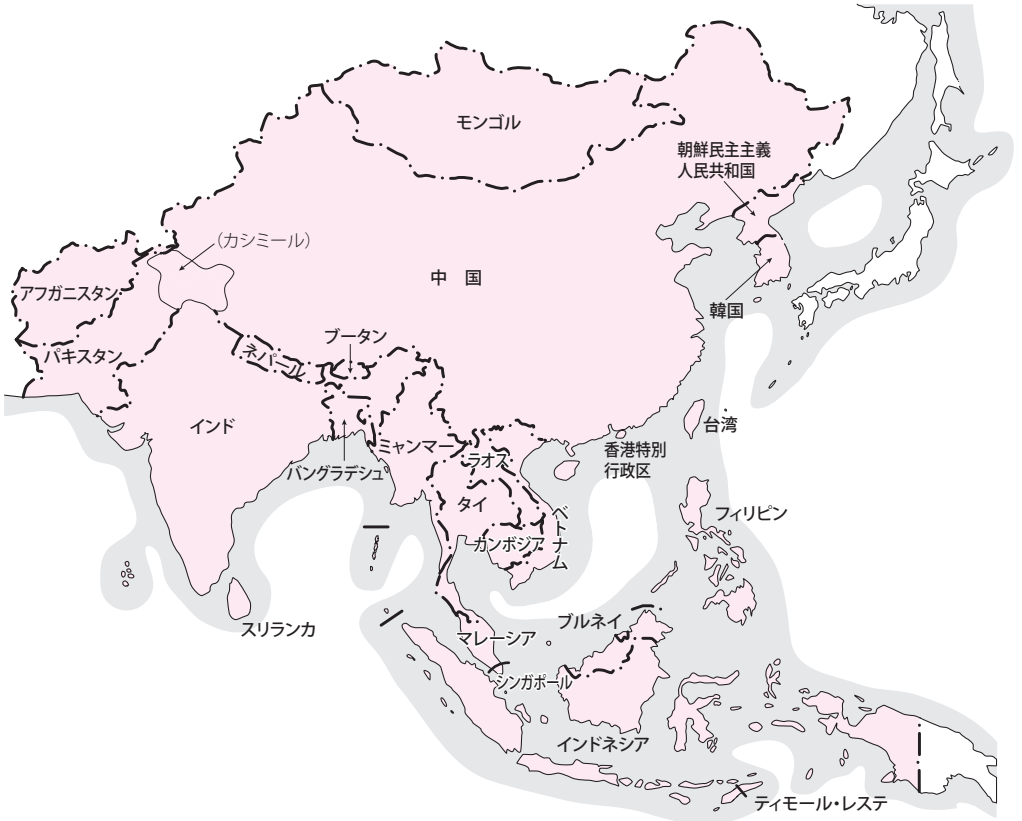 モンゴル
朝鮮民主主義
人民共和国
(カシミール)
中 国
アフガニスタン
韓国
パキスタン
ネパール
ブータン
インド
台湾
ミャンマー
香港特別
行政区
ラオス
バングラデシュ
タイ
フィリピン
ベトナム
カンボジア
スリランカ
ブルネイ
マレーシア
シンガポール
インドネシア
ティモール・レステ